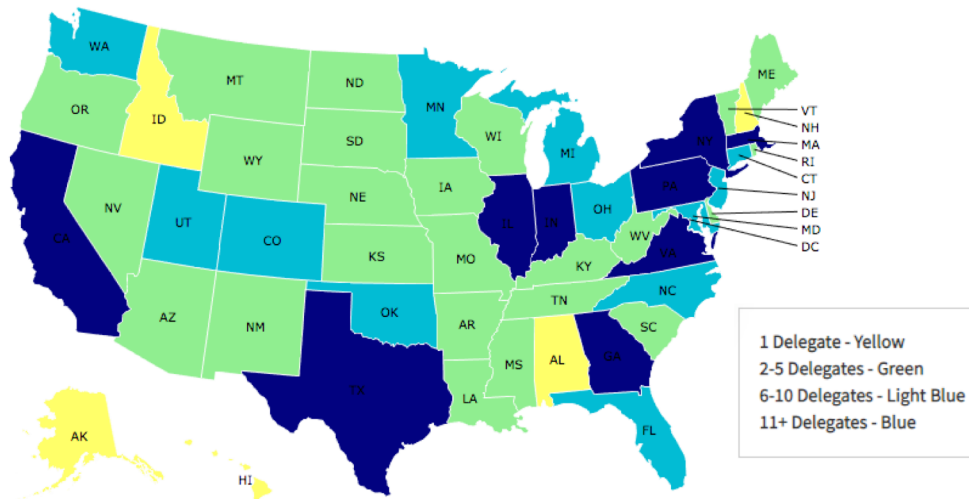 WA
MT
ND
MN
ME
OR
ID
SD
WI
MI
NY
VT
NH
MA
RI
CT
NJ
DE
MD
DC
WY
NE
IA
PA
NV
UT
CO
IL
IN
OH
CA
KS
MO
WV
VA
KY
NC
TN
AZ
NM
OK
AR
SC
MS
AL
GA
TX
LA
FL
AK
HI
1 Delegate - Yellow
2-5 Delegates - Green
6-10 Delegates - Light Blue
11+ Delegates - Blue